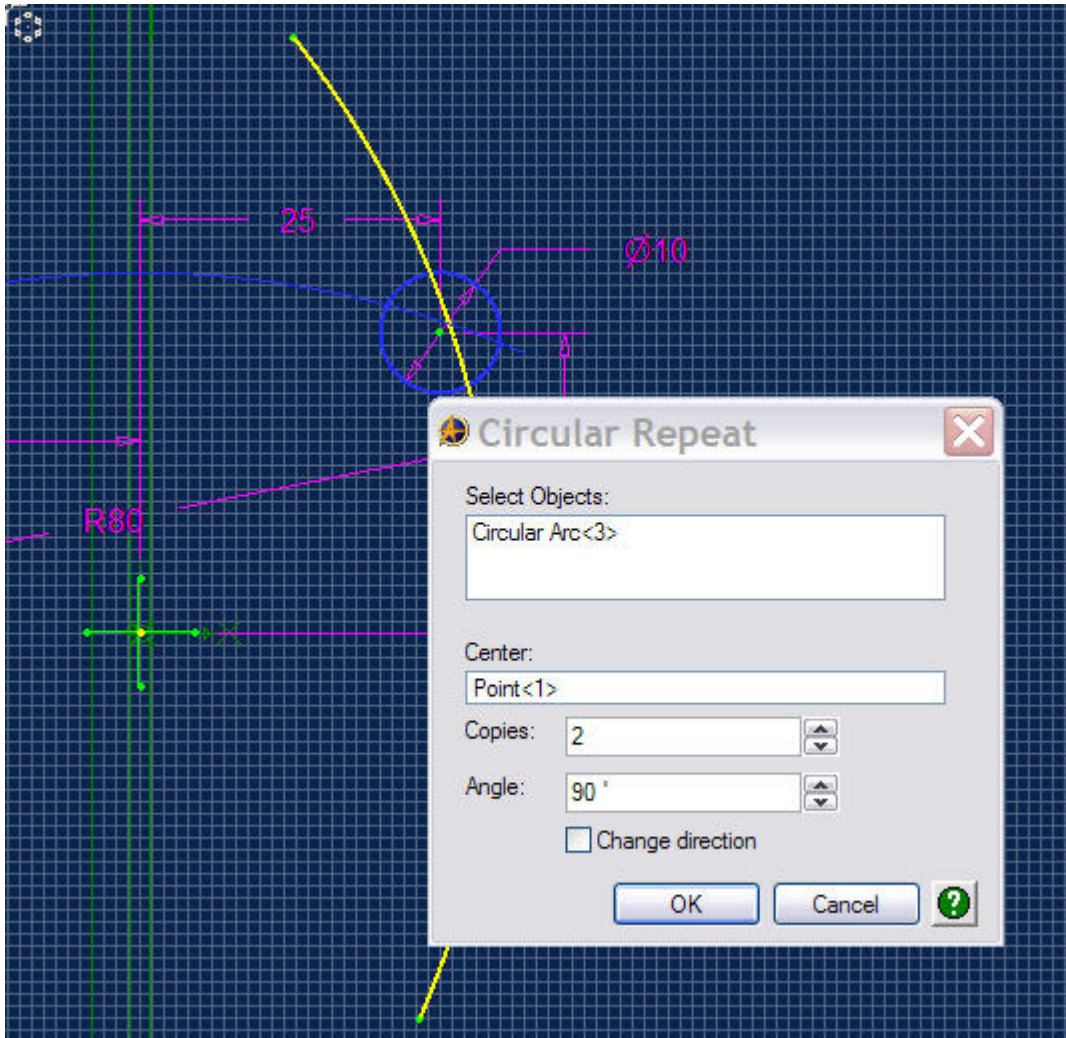 25
Ø10
R80
Circular Repeat
Select Objects:
Circular Arc<3>
Center:
Point<1>
Copies: 2
Angle: 90 °
Change direction
OK Cancel ?